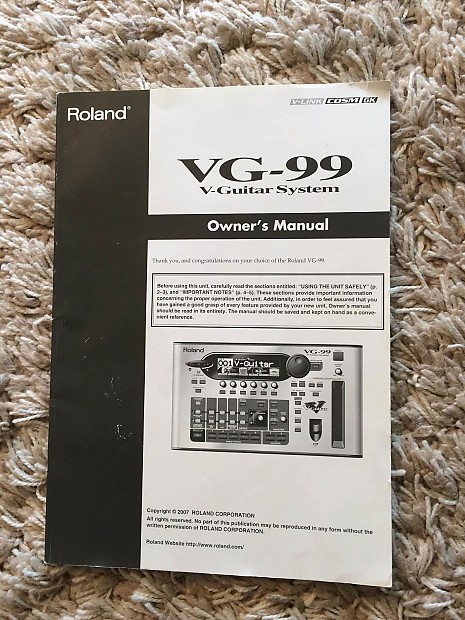 Roland®
V-LINK COSM GK
VG-99
V-Guitar System
Owner's Manual
Thank you, and congratulations on your choice of the Roland VG-99.
Before using this unit, carefully read the sections entitled: "USING THE UNIT SAFELY" (p.
2–3), and "IMPORTANT NOTES" (p. 4–5). These sections provide important information
concerning the proper operation of the unit. Additionally, in order to feel assured that you
have gained a good grasp of every feature provided by your new unit, Owner's manual
should be read in its entirety. The manual should be saved and kept on hand as a conve-
nient reference.
Roland
VG-99
001 V-Guitar
Copyright © 2007 ROLAND CORPORATION
All rights reserved. No part of this publication may be reproduced in any form without the
written permission of ROLAND CORPORATION.
Roland Website http://www.roland.com/